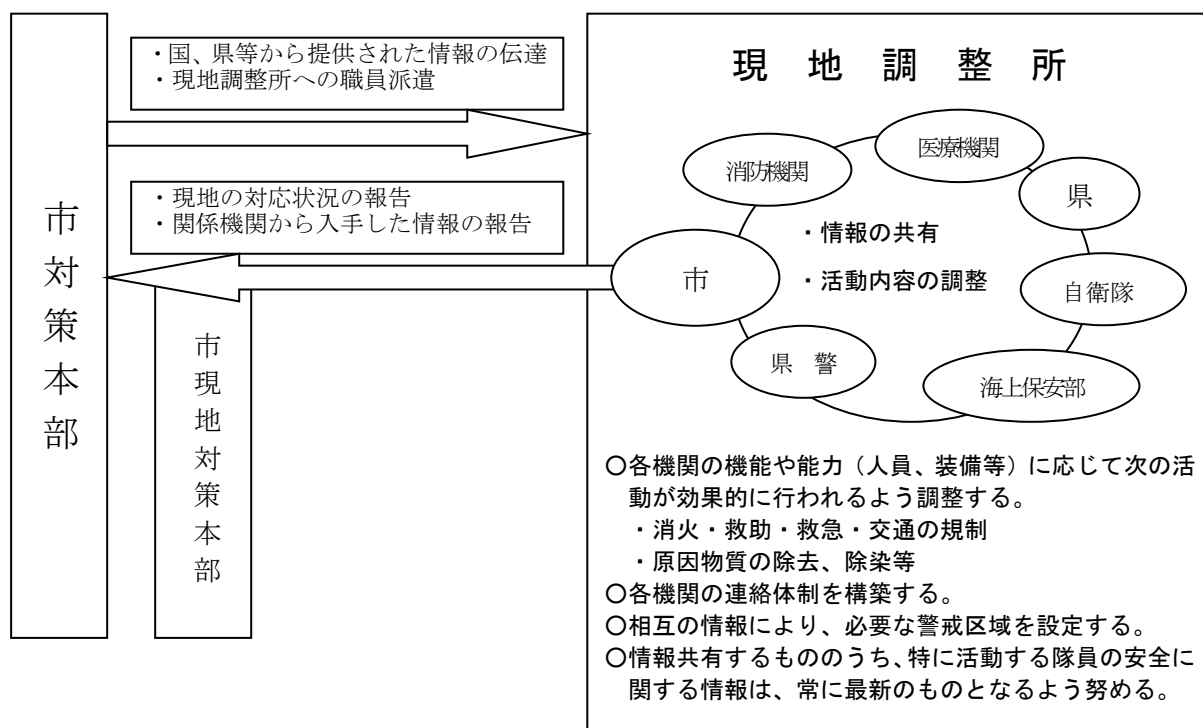 市対策本部
・国、県等から提供された情報の伝達
・現地調整所への職員派遣
・現地の対応状況の報告
・関係機関から入手した情報の報告
市現地対策本部
現地調整所
消防機関
医療機関
県
自衛隊
海上保安部
県警
市
・情報の共有
・活動内容の調整
〇各機関の機能や能力（人員、装備等）に応じて次の活
動が効果的に行われるよう調整する。
・消火・救助・救急・交通の規制
・原因物質の除去、除染等
〇各機関の連絡体制を構築する。
〇相互の情報により、必要な警戒区域を設定する。
〇情報共有するもののうち、特に活動する隊員の安全に
関する情報は、常に最新のものとなるよう努める。